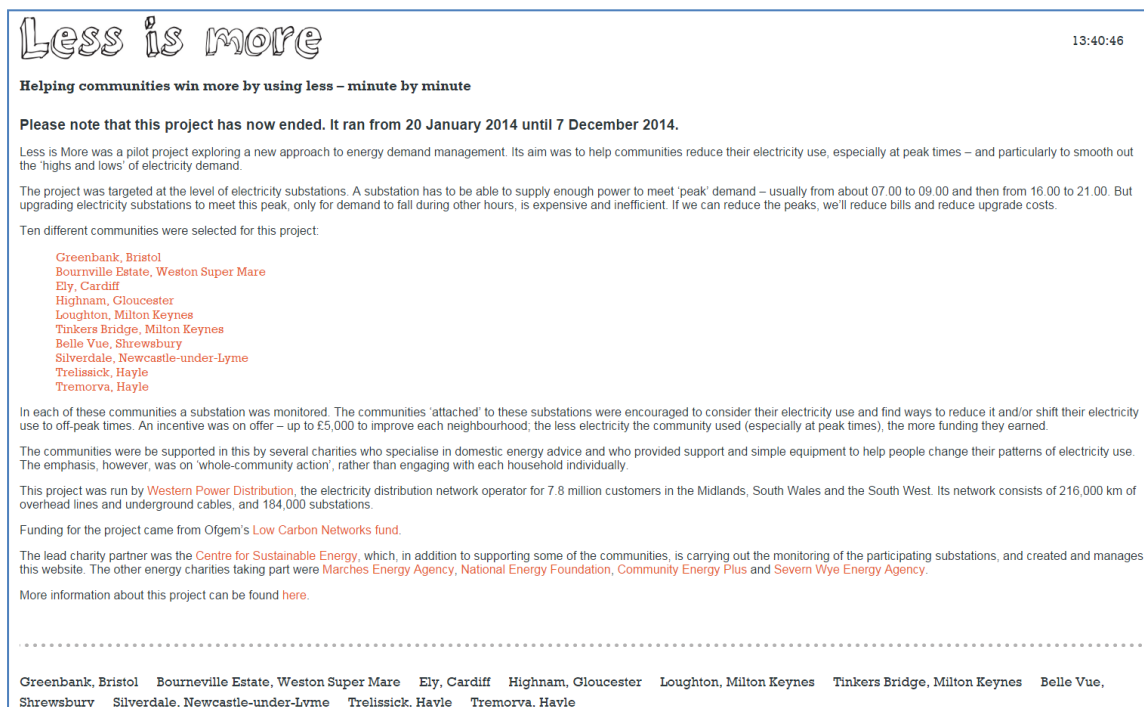 Less is more
13:40:46
Helping communities win more by using less – minute by minute
Please note that this project has now ended. It ran from 20 January 2014 until 7 December 2014.
Less is More was a pilot project exploring a new approach to energy demand management. Its aim was to help communities reduce their electricity use, especially at peak times – and particularly to smooth out
the 'highs and lows' of electricity demand.
The project was targeted at the level of electricity substations. A substation has to be able to supply enough power to meet 'peak' demand – usually from about 07.00 to 09.00 and then from 16.00 to 21.00. But
upgrading electricity substations to meet this peak, only for demand to fall during other hours, is expensive and inefficient. If we can reduce the peaks, we'll reduce bills and reduce upgrade costs.
Ten different communities were selected for this project:
Greenbank, Bristol
Bournville Estate, Weston Super Mare
Ely, Cardiff
Highnam, Gloucester
Loughton, Milton Keynes
Tinkers Bridge, Milton Keynes
Belle Vue, Shrewsbury
Silverdale, Newcastle-under-Lyme
Trelissick, Hayle
Tremorva, Hayle
In each of these communities a substation was monitored. The communities 'attached' to these substations were encouraged to consider their electricity use and find ways to reduce it and/or shift their electricity
use to off-peak times. An incentive was on offer – up to £5,000 to improve each neighbourhood; the less electricity the community used (especially at peak times), the more funding they earned.
The communities were be supported in this by several charities who specialise in domestic energy advice and who provided support and simple equipment to help people change their patterns of electricity use.
The emphasis, however, was on 'whole-community action', rather than engaging with each household individually.
This project was run by Western Power Distribution, the electricity distribution network operator for 7.8 million customers in the Midlands, South Wales and the South West. Its network consists of 216,000 km of
overhead lines and underground cables, and 184,000 substations.
Funding for the project came from Ofgem's Low Carbon Networks fund.
The lead charity partner was the Centre for Sustainable Energy, which, in addition to supporting some of the communities, is carrying out the monitoring of the participating substations, and created and manages
this website. The other energy charities taking part were Marches Energy Agency, National Energy Foundation, Community Energy Plus and Severn Wye Energy Agency.
More information about this project can be found here.
Greenbank, Bristol Bourneville Estate, Weston Super Mare Ely, Cardiff Highnam, Gloucester Loughton, Milton Keynes Tinkers Bridge, Milton Keynes Belle Vue,
Shrewsbury Silverdale, Newcastle-under-Lyme Trelissick, Hayle Tremorva, Hayle